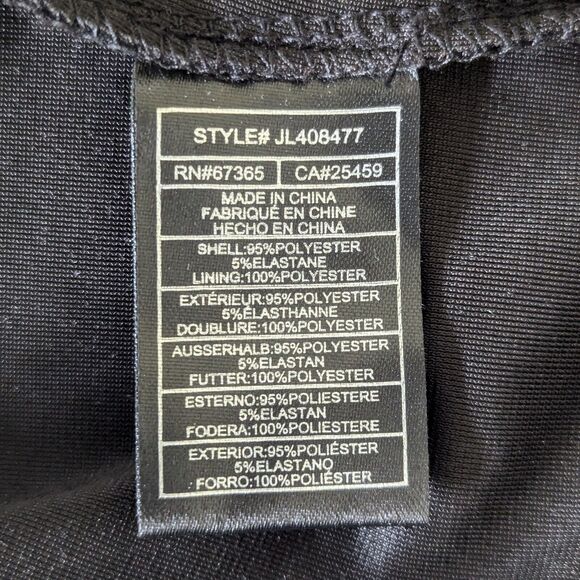 STYLE# JL408477
RN#67365 CA#25459
MADE IN CHINA
FABRIQUÉ EN CHINE
HECHO EN CHINA
SHELL:95%POLYESTER
5%ELASTANE
LINING:100%POLYESTER
EXTÉRIEUR:95%POLYESTER
5%ÉLASTHANNE
DOUBLURE:100%POLYESTER
AUSSERHALB:95%POLYESTER
5%ELASTAN
FUTTER:100%POLYESTER
ESTERNO:95%POLIESTERE
5%ELASTAN
FODERA:100%POLIESTERE
EXTERIOR:95%POLIÉSTER
5%ELASTANO
FORRO:100% POLIÉSTER